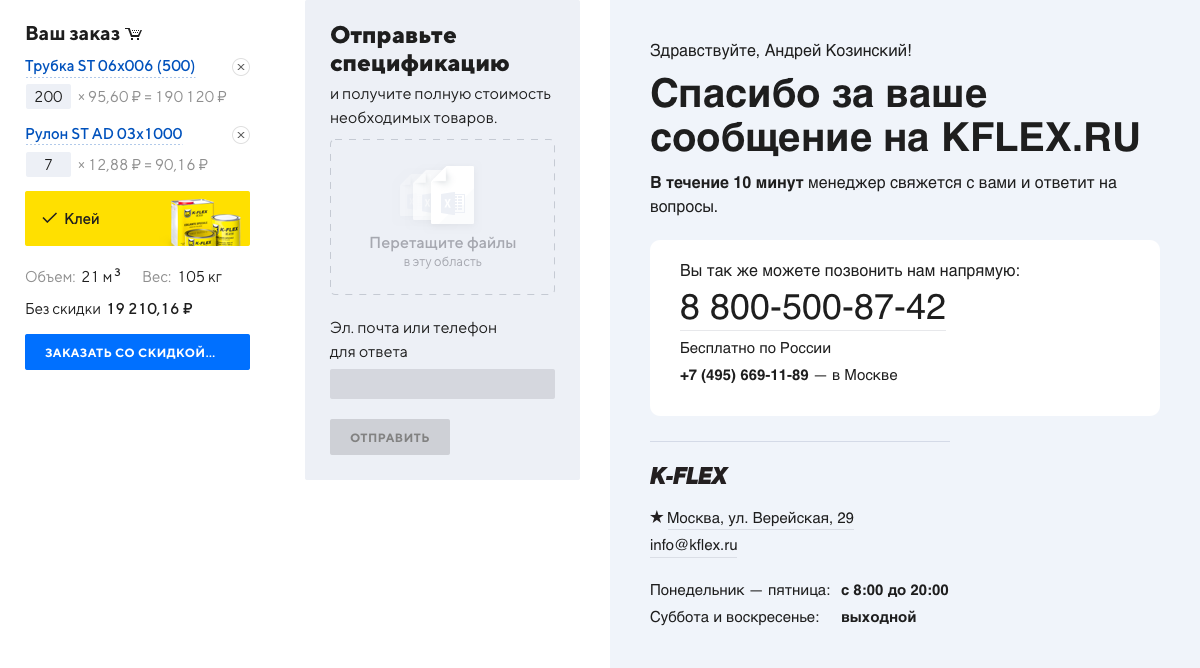 Ваш заказ
Трубка ST 06x006 (500)
200 × 95,60 ₽ = 190 120 ₽
Рулон ST AD 03x1000
7 × 12,88 ₽ = 90,16 ₽
Клей
K-FLEX
K-FLEX
K-FLEX
Объем: 21 м³ Вес: 105 кг
Без скидки 19 210,16 ₽
ЗАКАЗАТЬ СО СКИДКОЙ...
Отправьте
спецификацию
и получите полную стоимость
необходимых товаров.
X
Перетащите файлы
в эту область
Эл. почта или телефон
для ответа
ОТПРАВИТЬ
Здравствуйте, Андрей Козинский!
Спасибо за ваше
сообщение на KFLEX.RU
В течение 10 минут менеджер свяжется с вами и ответит на
вопросы.
Вы так же можете позвонить нам напрямую:
8 800-500-87-42
Бесплатно по России
+7 (495) 669-11-89 — в Москве
K-FLEX
★ Москва, ул. Верейская, 29
info@kflex.ru
Понедельник — пятница: с 8:00 до 20:00
Суббота и воскресенье: выходной